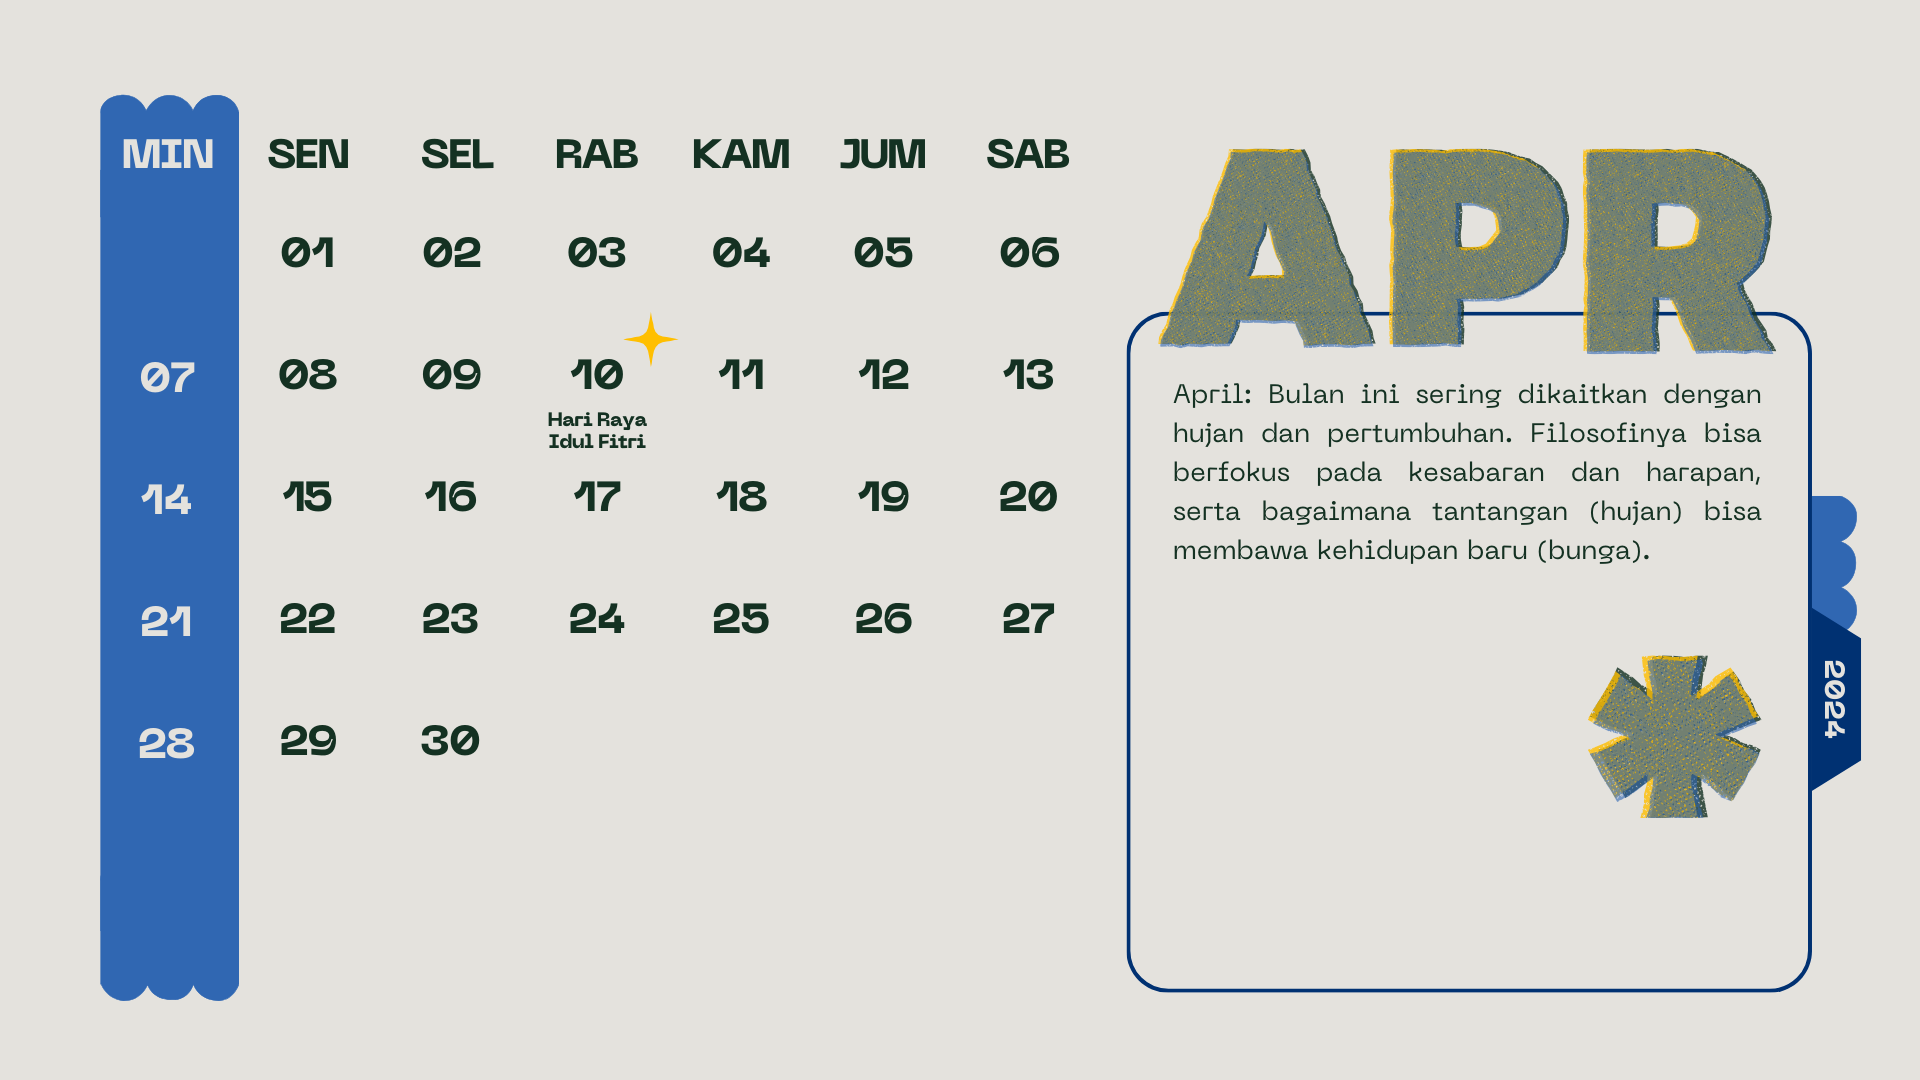 MIN SEN SEL RAB KAM JUM SAB
01 02 03 04 05 06
07 08 09 10 11 12 13
Hari Raya
Idul Fitri
14 15 16 17 18 19 20
21 22 23 24 25 26 27
28 29 30
APR
April: Bulan ini sering dikaitkan dengan
hujan dan pertumbuhan. Filosofinya bisa
berfokus pada kesabaran dan harapan,
serta bagaimana tantangan (hujan) bisa
membawa kehidupan baru (bunga).
2024